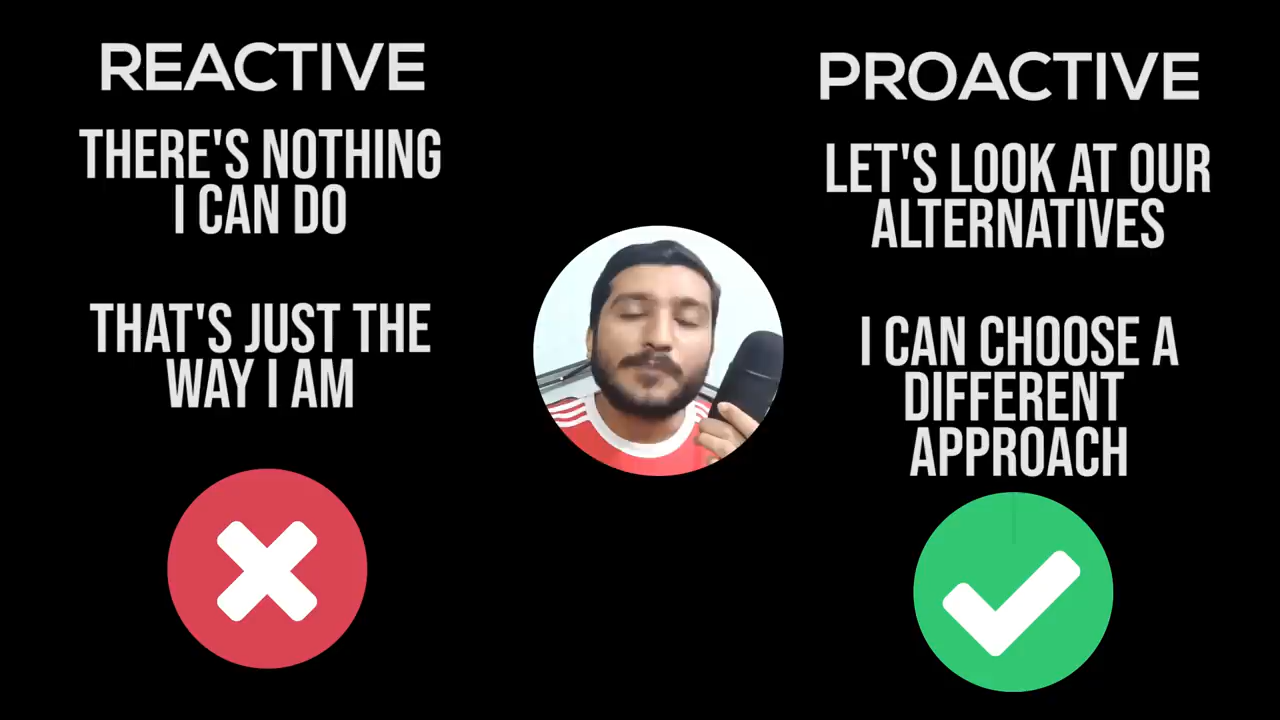 REACTIVE
THERE'S NOTHING
I CAN DO
THAT'S JUST THE
WAY I AM
PROACTIVE
LET'S LOOK AT OUR
ALTERNATIVES
I CAN CHOOSE A
DIFFERENT
APPROACH